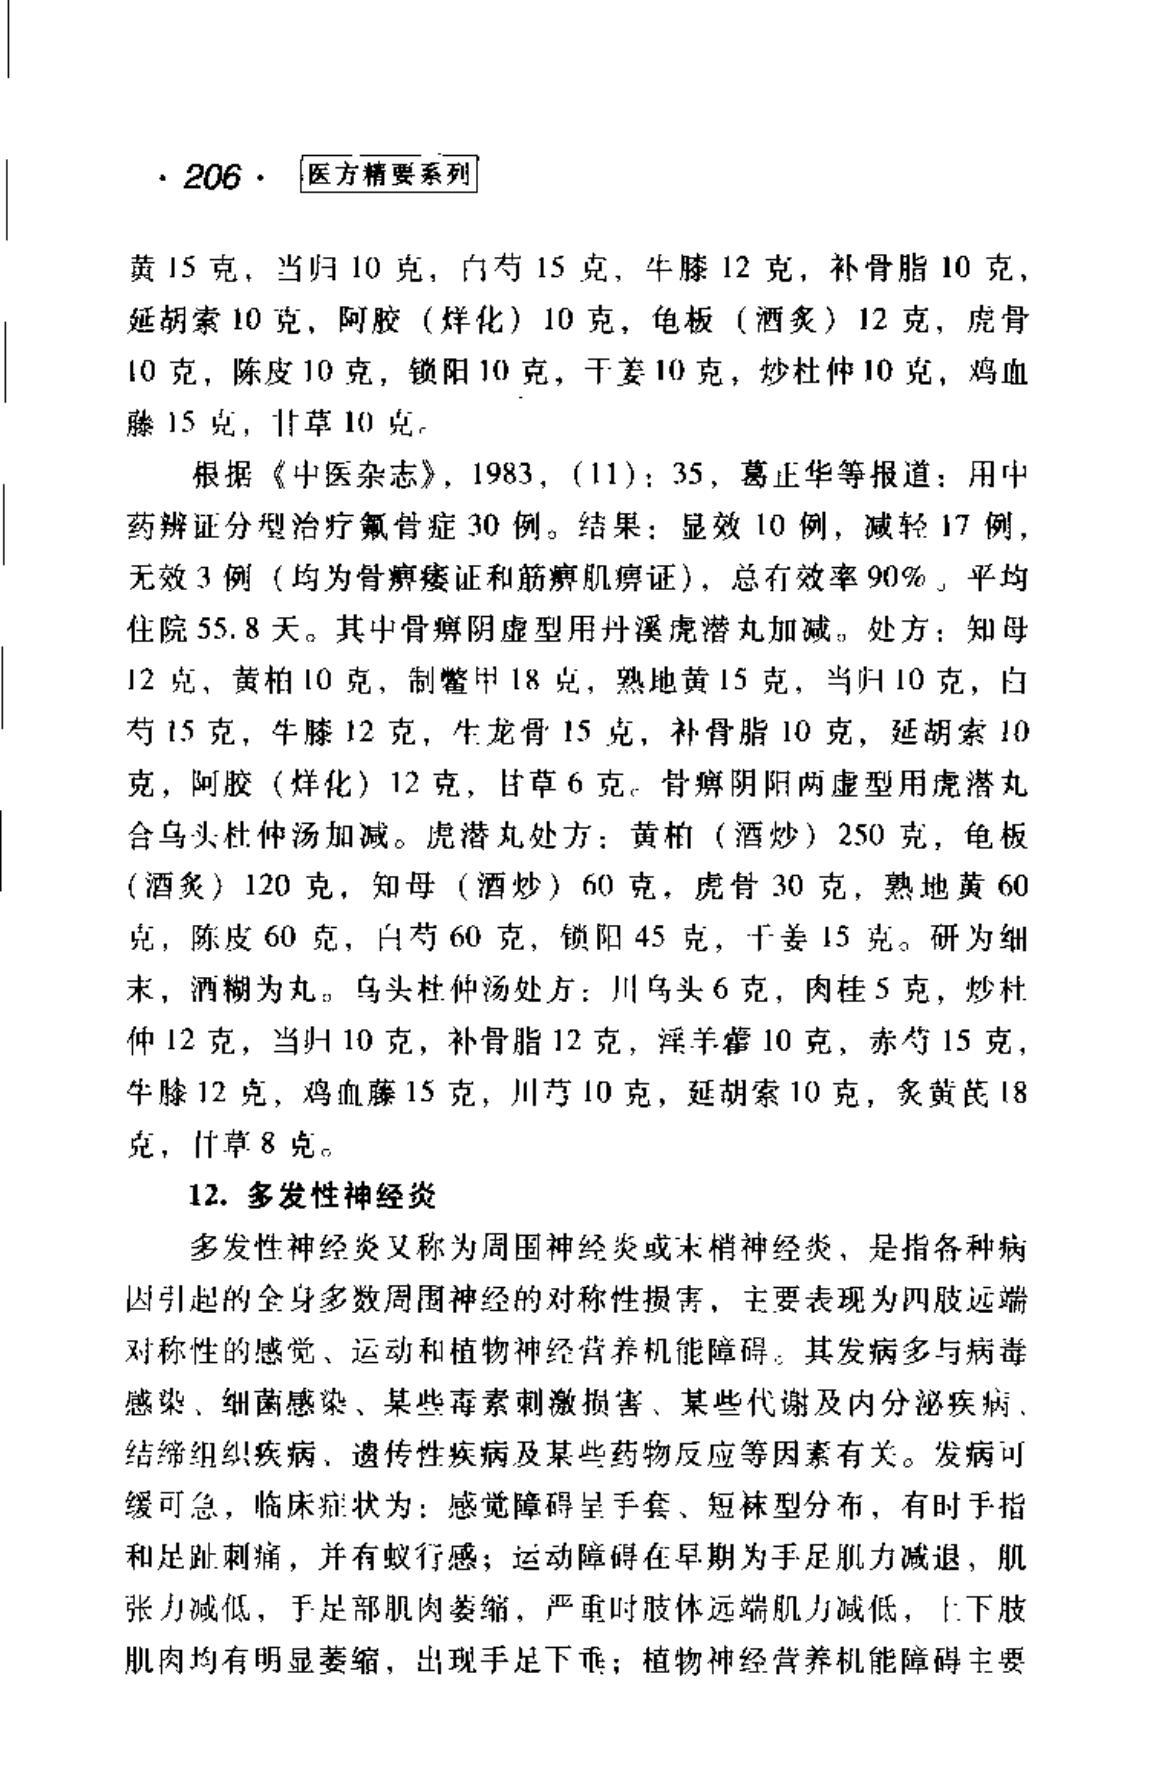 · 206 · 医方精要系列
黄 15 克，当归 10 克，白芍 15 克，牛膝 12 克，补骨脂 10 克，
延胡索 10 克，阿胶（烊化）10 克，龟板（酒炙）12 克，虎骨
10 克，陈皮 10 克，锁阳 10 克，干姜 10 克，炒杜仲 10 克，鸡血
藤 15 克，甘草 10 克。
根据《中医杂志》，1983，(11)：35，葛正华等报道：用中
药辨证分型治疗氟骨症 30 例。结果：显效 10 例，减轻 17 例，
无效 3 例（均为骨痹痿证和筋痹肌痹证），总有效率 90%。平均
住院 55.8 天。其中骨痹阴虚型用丹溪虎潜丸加减。处方：知母
12 克，黄柏 10 克，制鳖甲 18 克，熟地黄 15 克，当归 10 克，白
芍 15 克，牛膝 12 克，生龙骨 15 克，补骨脂 10 克，延胡索 10
克，阿胶（烊化）12 克，甘草 6 克。骨痹阴阳两虚型用虎潜丸
合乌头杜仲汤加减。虎潜丸处方：黄柏（酒炒）250 克，龟板
（酒炙）120 克，知母（酒炒）60 克，虎骨 30 克，熟地黄 60
克，陈皮 60 克，白芍 60 克，锁阳 45 克，干姜 15 克。研为细
末，酒糊为丸。乌头杜仲汤处方：川乌头 6 克，肉桂 5 克，炒杜
仲 12 克，当归 10 克，补骨脂 12 克，淫羊藿 10 克，赤芍 15 克，
牛膝 12 克，鸡血藤 15 克，川芎 10 克，延胡索 10 克，炙黄芪 18
克，甘草 8 克。
12. 多发性神经炎
多发性神经炎又称为周围神经炎或末梢神经炎，是指各种病
因引起的全身多数周围神经的对称性损害，主要表现为四肢远端
对称性的感觉、运动和植物神经营养机能障碍。其发病多与病毒
感染、细菌感染、某些毒素刺激损害、某些代谢及内分泌疾病、
结缔组织疾病、遗传性疾病及某些药物反应等因素有关。发病可
缓可急，临床症状为：感觉障碍呈手套、短袜型分布，有时手指
和足趾刺痛，并有蚁行感；运动障碍在早期为手足肌力减退，肌
张力减低，手足部肌肉萎缩，严重时肢体远端肌力减低，上下肢
肌肉均有明显萎缩，出现手足下垂；植物神经营养机能障碍主要